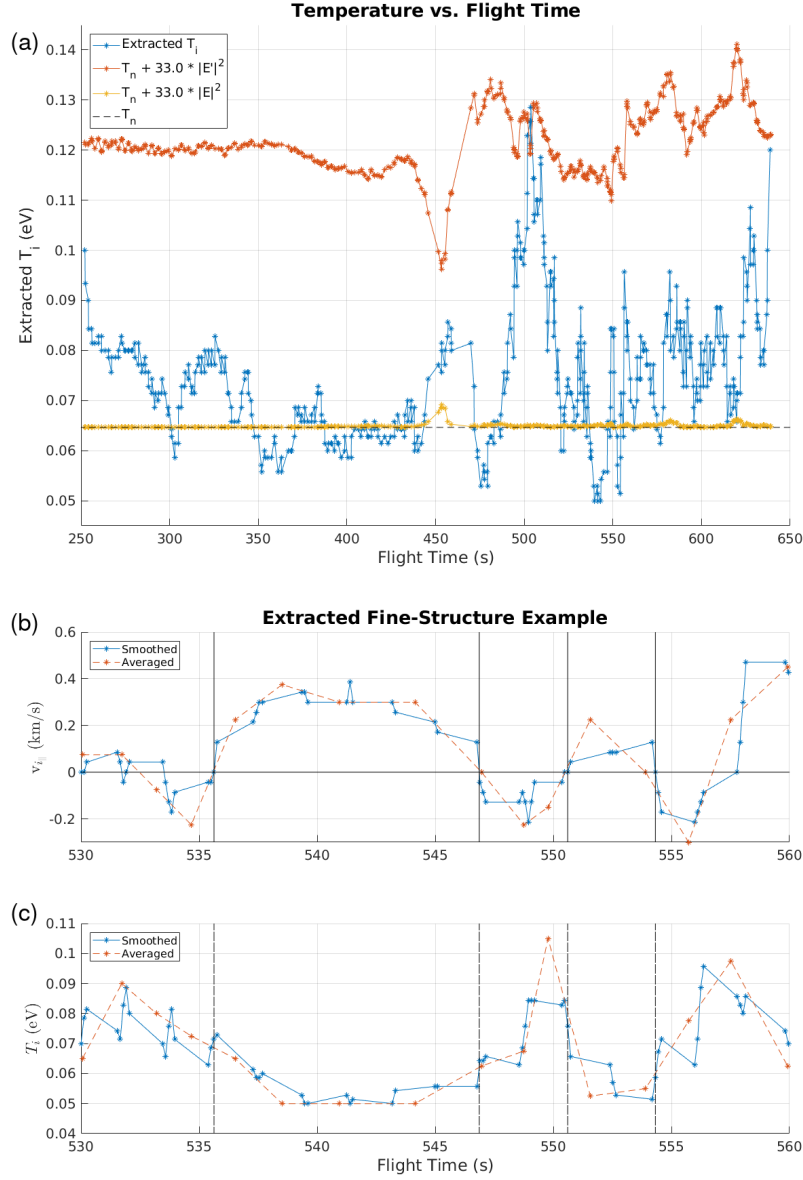 Temperature vs. Flight Time
(a)
Extracted T_i
T_n + 33.0 * |E'|^2
T_n + 33.0 * |E|^2
T_n
0.14
0.13
0.12
0.11
0.1
0.09
0.08
0.07
0.06
0.05
Extracted T_i (eV)
250 300 350 400 450 500 550 600 650
Flight Time (s)
(b)
Extracted Fine-Structure Example
Smoothed
Averaged
0.6
0.4
0.2
0
-0.2
v_i∥ (km/s)
530 535 540 545 550 555 560
(c)
Smoothed
Averaged
0.11
0.1
0.09
0.08
0.07
0.06
0.05
0.04
T_i (eV)
530 535 540 545 550 555 560
Flight Time (s)